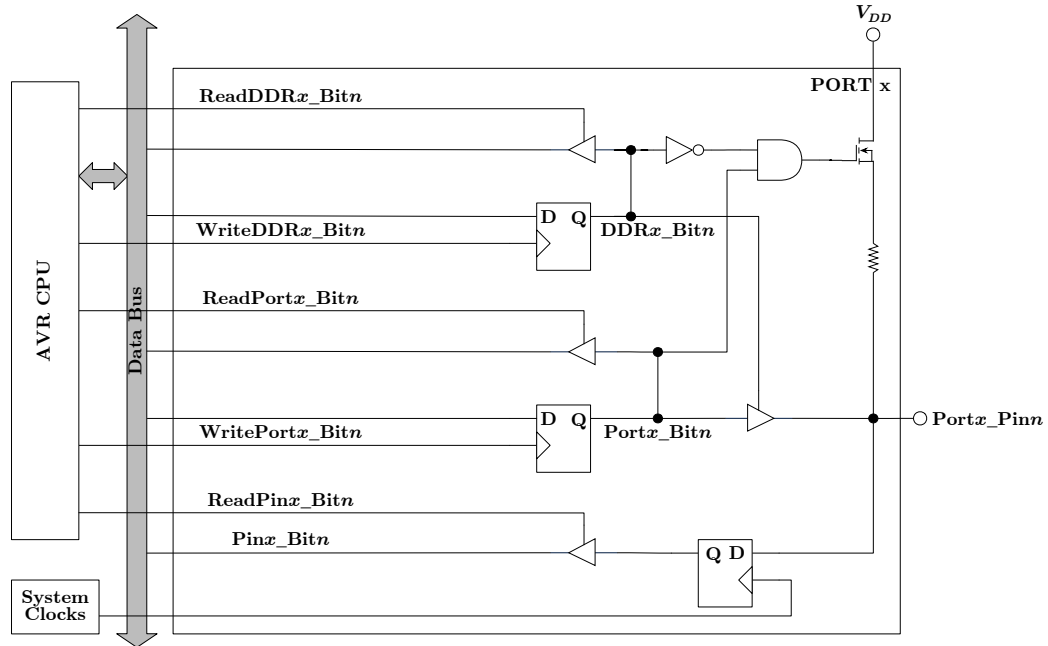 V_DD
PORT x
ReadDDRx_Bitn
D Q
WriteDDRx_Bitn
DDRx_Bitn
ReadPortx_Bitn
AVR CPU
Data Bus
D Q
Portx_Pinn
WritePortx_Bitn
Portx_Bitn
ReadPinx_Bitn
Pinx_Bitn
Q D
System
Clocks